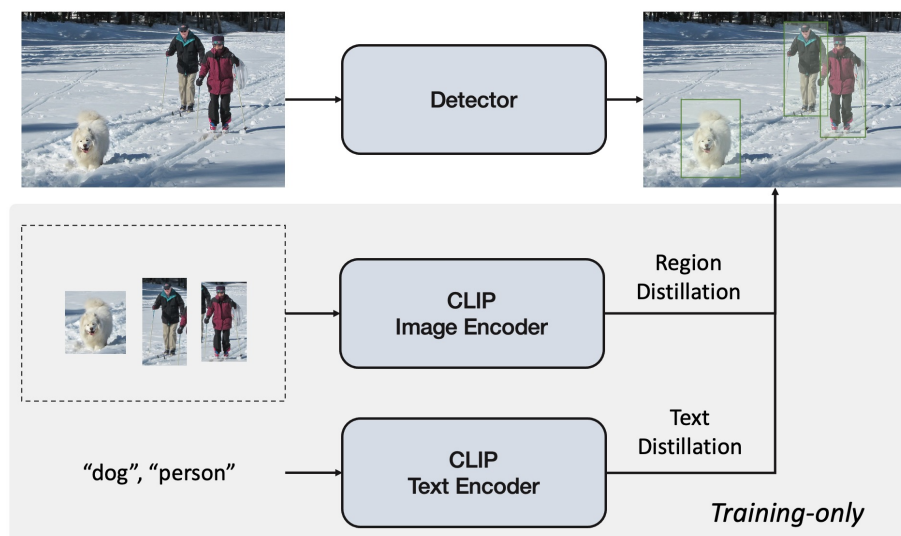 Detector
CLIP
Image Encoder
Region
Distillation
“dog”, “person”
CLIP
Text Encoder
Text
Distillation
Training-only